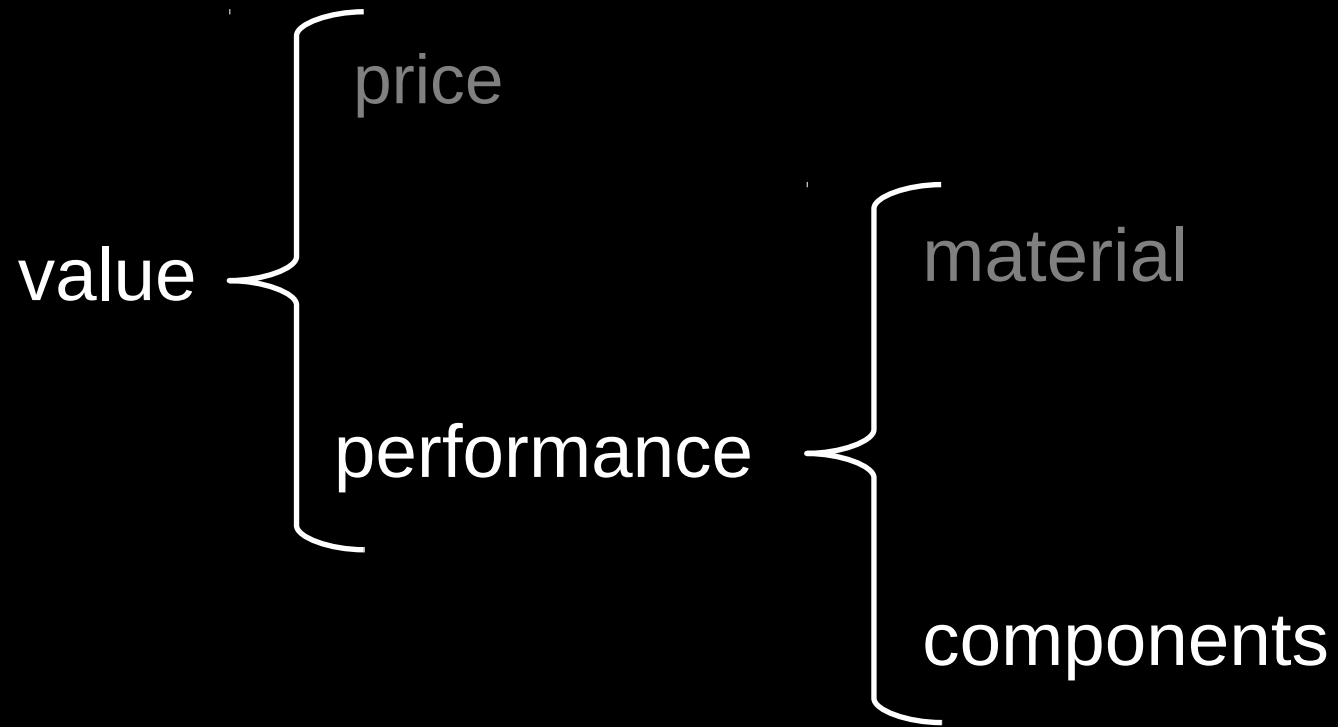 price
material
value
performance
components